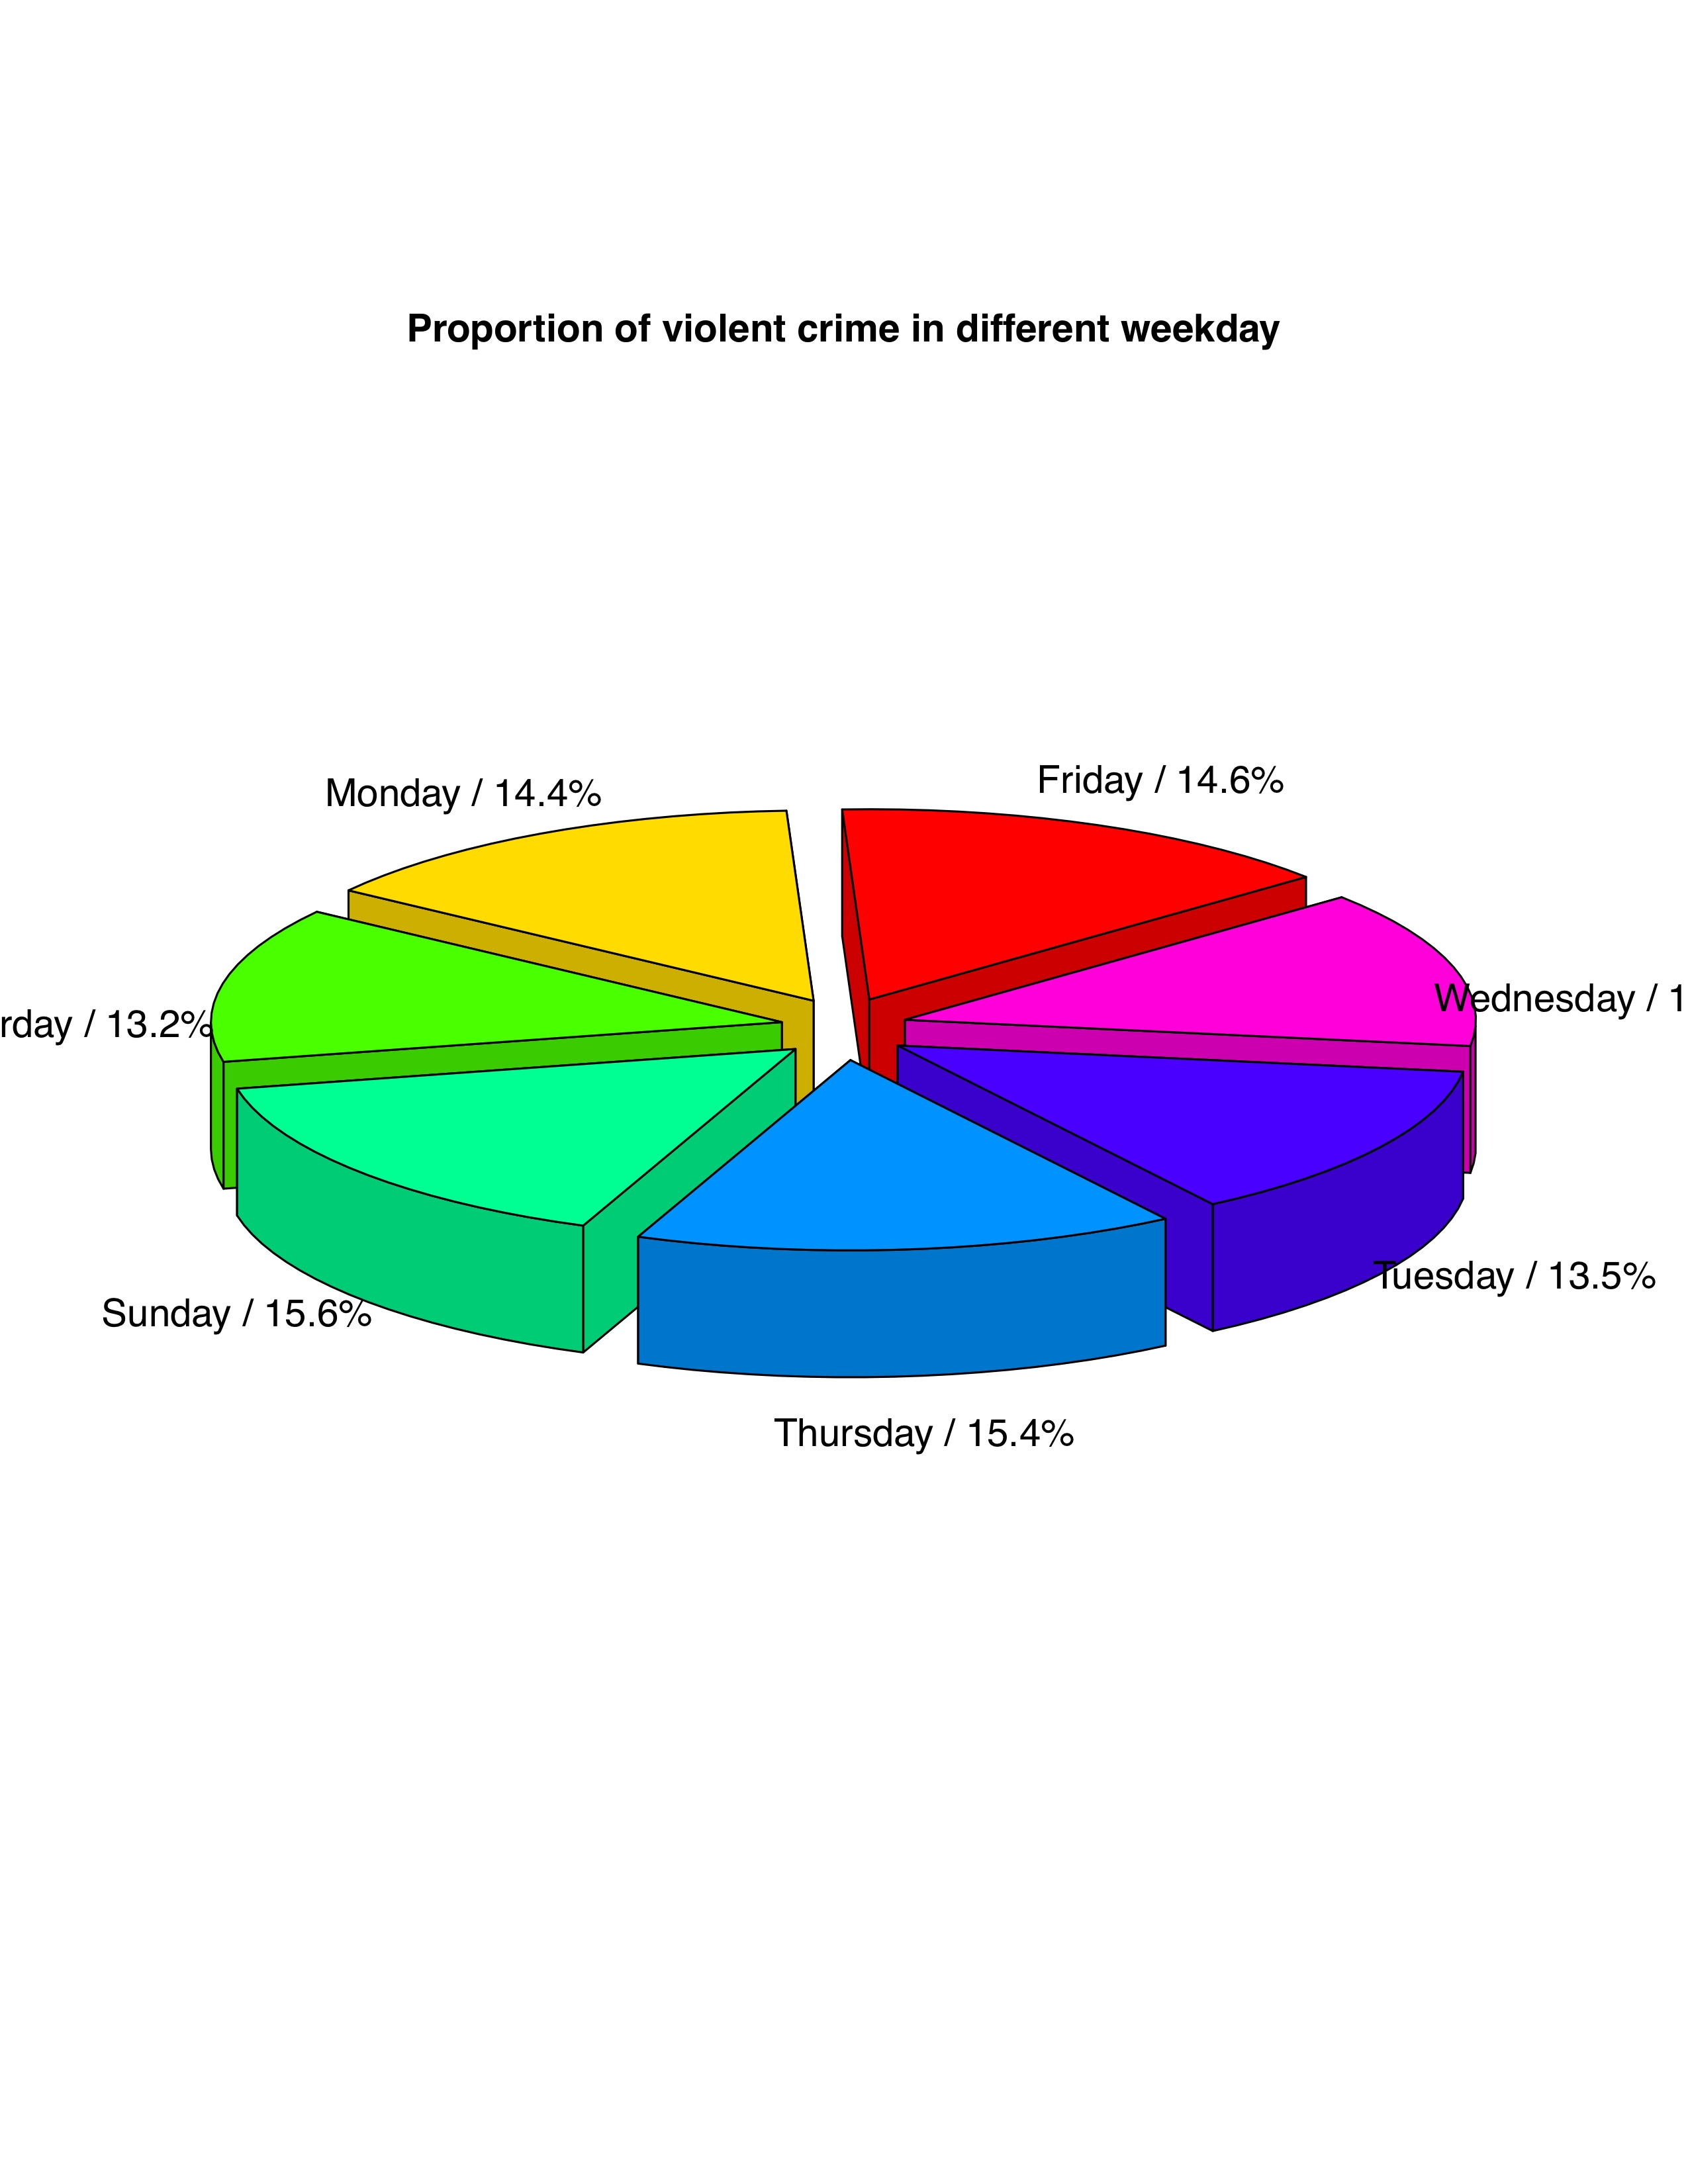 Proportion of violent crime in different weekday
Friday / 14.6%
Monday / 14.4%
Wednesday / 1
rday / 13.2%
Tuesday / 13.5%
Sunday / 15.6%
Thursday / 15.4%